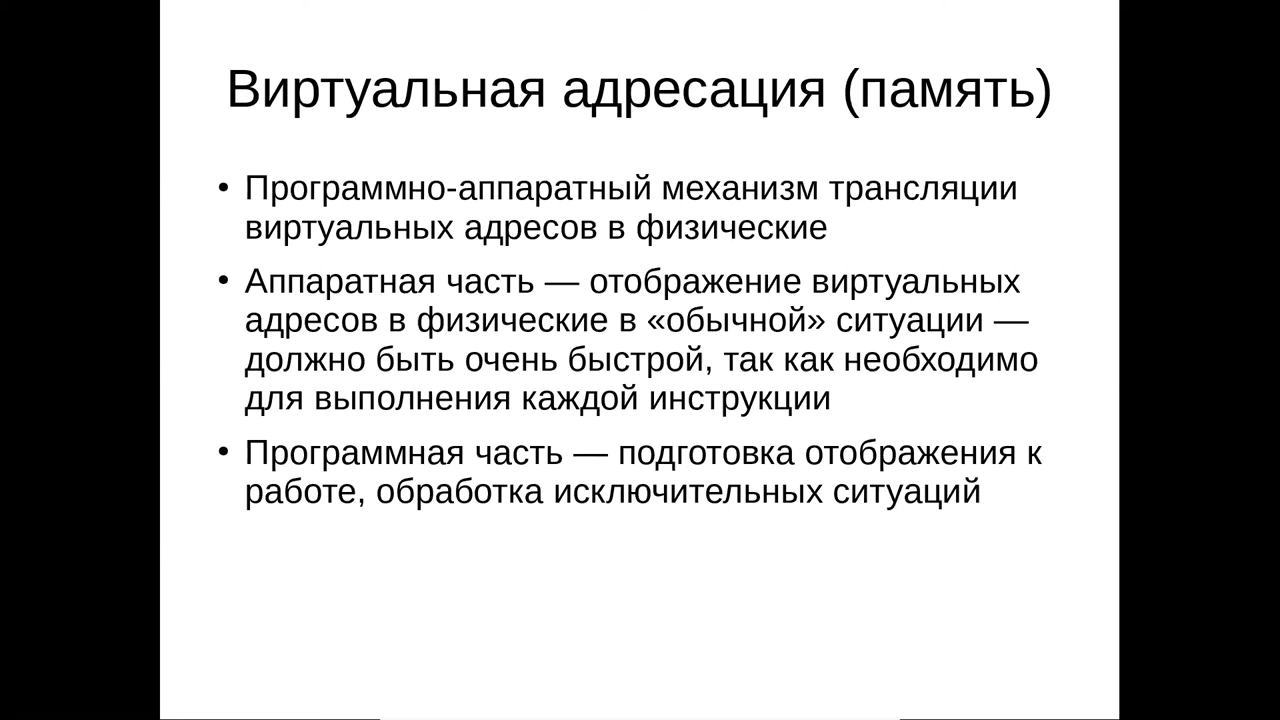 Виртуальная адресация (память)
• Программно-аппаратный механизм трансляции
виртуальных адресов в физические
• Аппаратная часть — отображение виртуальных
адресов в физические в «обычной» ситуации —
должно быть очень быстрой, так как необходимо
для выполнения каждой инструкции
• Программная часть — подготовка отображения к
работе, обработка исключительных ситуаций